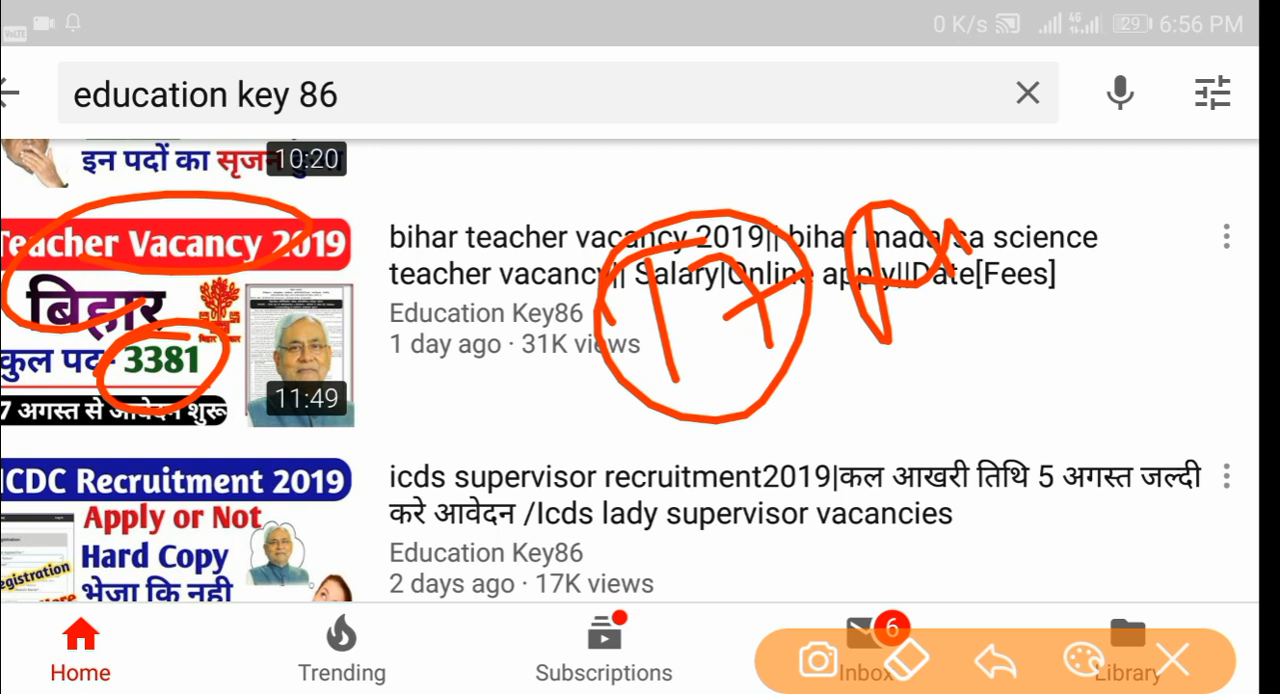 VoLTE 0 K/s 4G 29 6:56 PM
education key 86
इन पदों का सृजन
10:20
Teacher Vacancy 2019
बिहार
कुल पद- 3381
7 अगस्त से आवेदन शुरू
11:49
bihar teacher vacancy 2019|| bihar madarsa science
teacher vacancy|| Salary|Online apply||Date[Fees]
Education Key86
1 day ago · 31K views
ICDC Recruitment 2019
Apply or Not
Hard Copy
भेजा कि नही
egistration
icds supervisor recruitment2019|कल आखरी तिथि 5 अगस्त जल्दी
करे आवेदन /Icds lady supervisor vacancies
Education Key86
2 days ago · 17K views
6
Home Trending Subscriptions Inbox Library